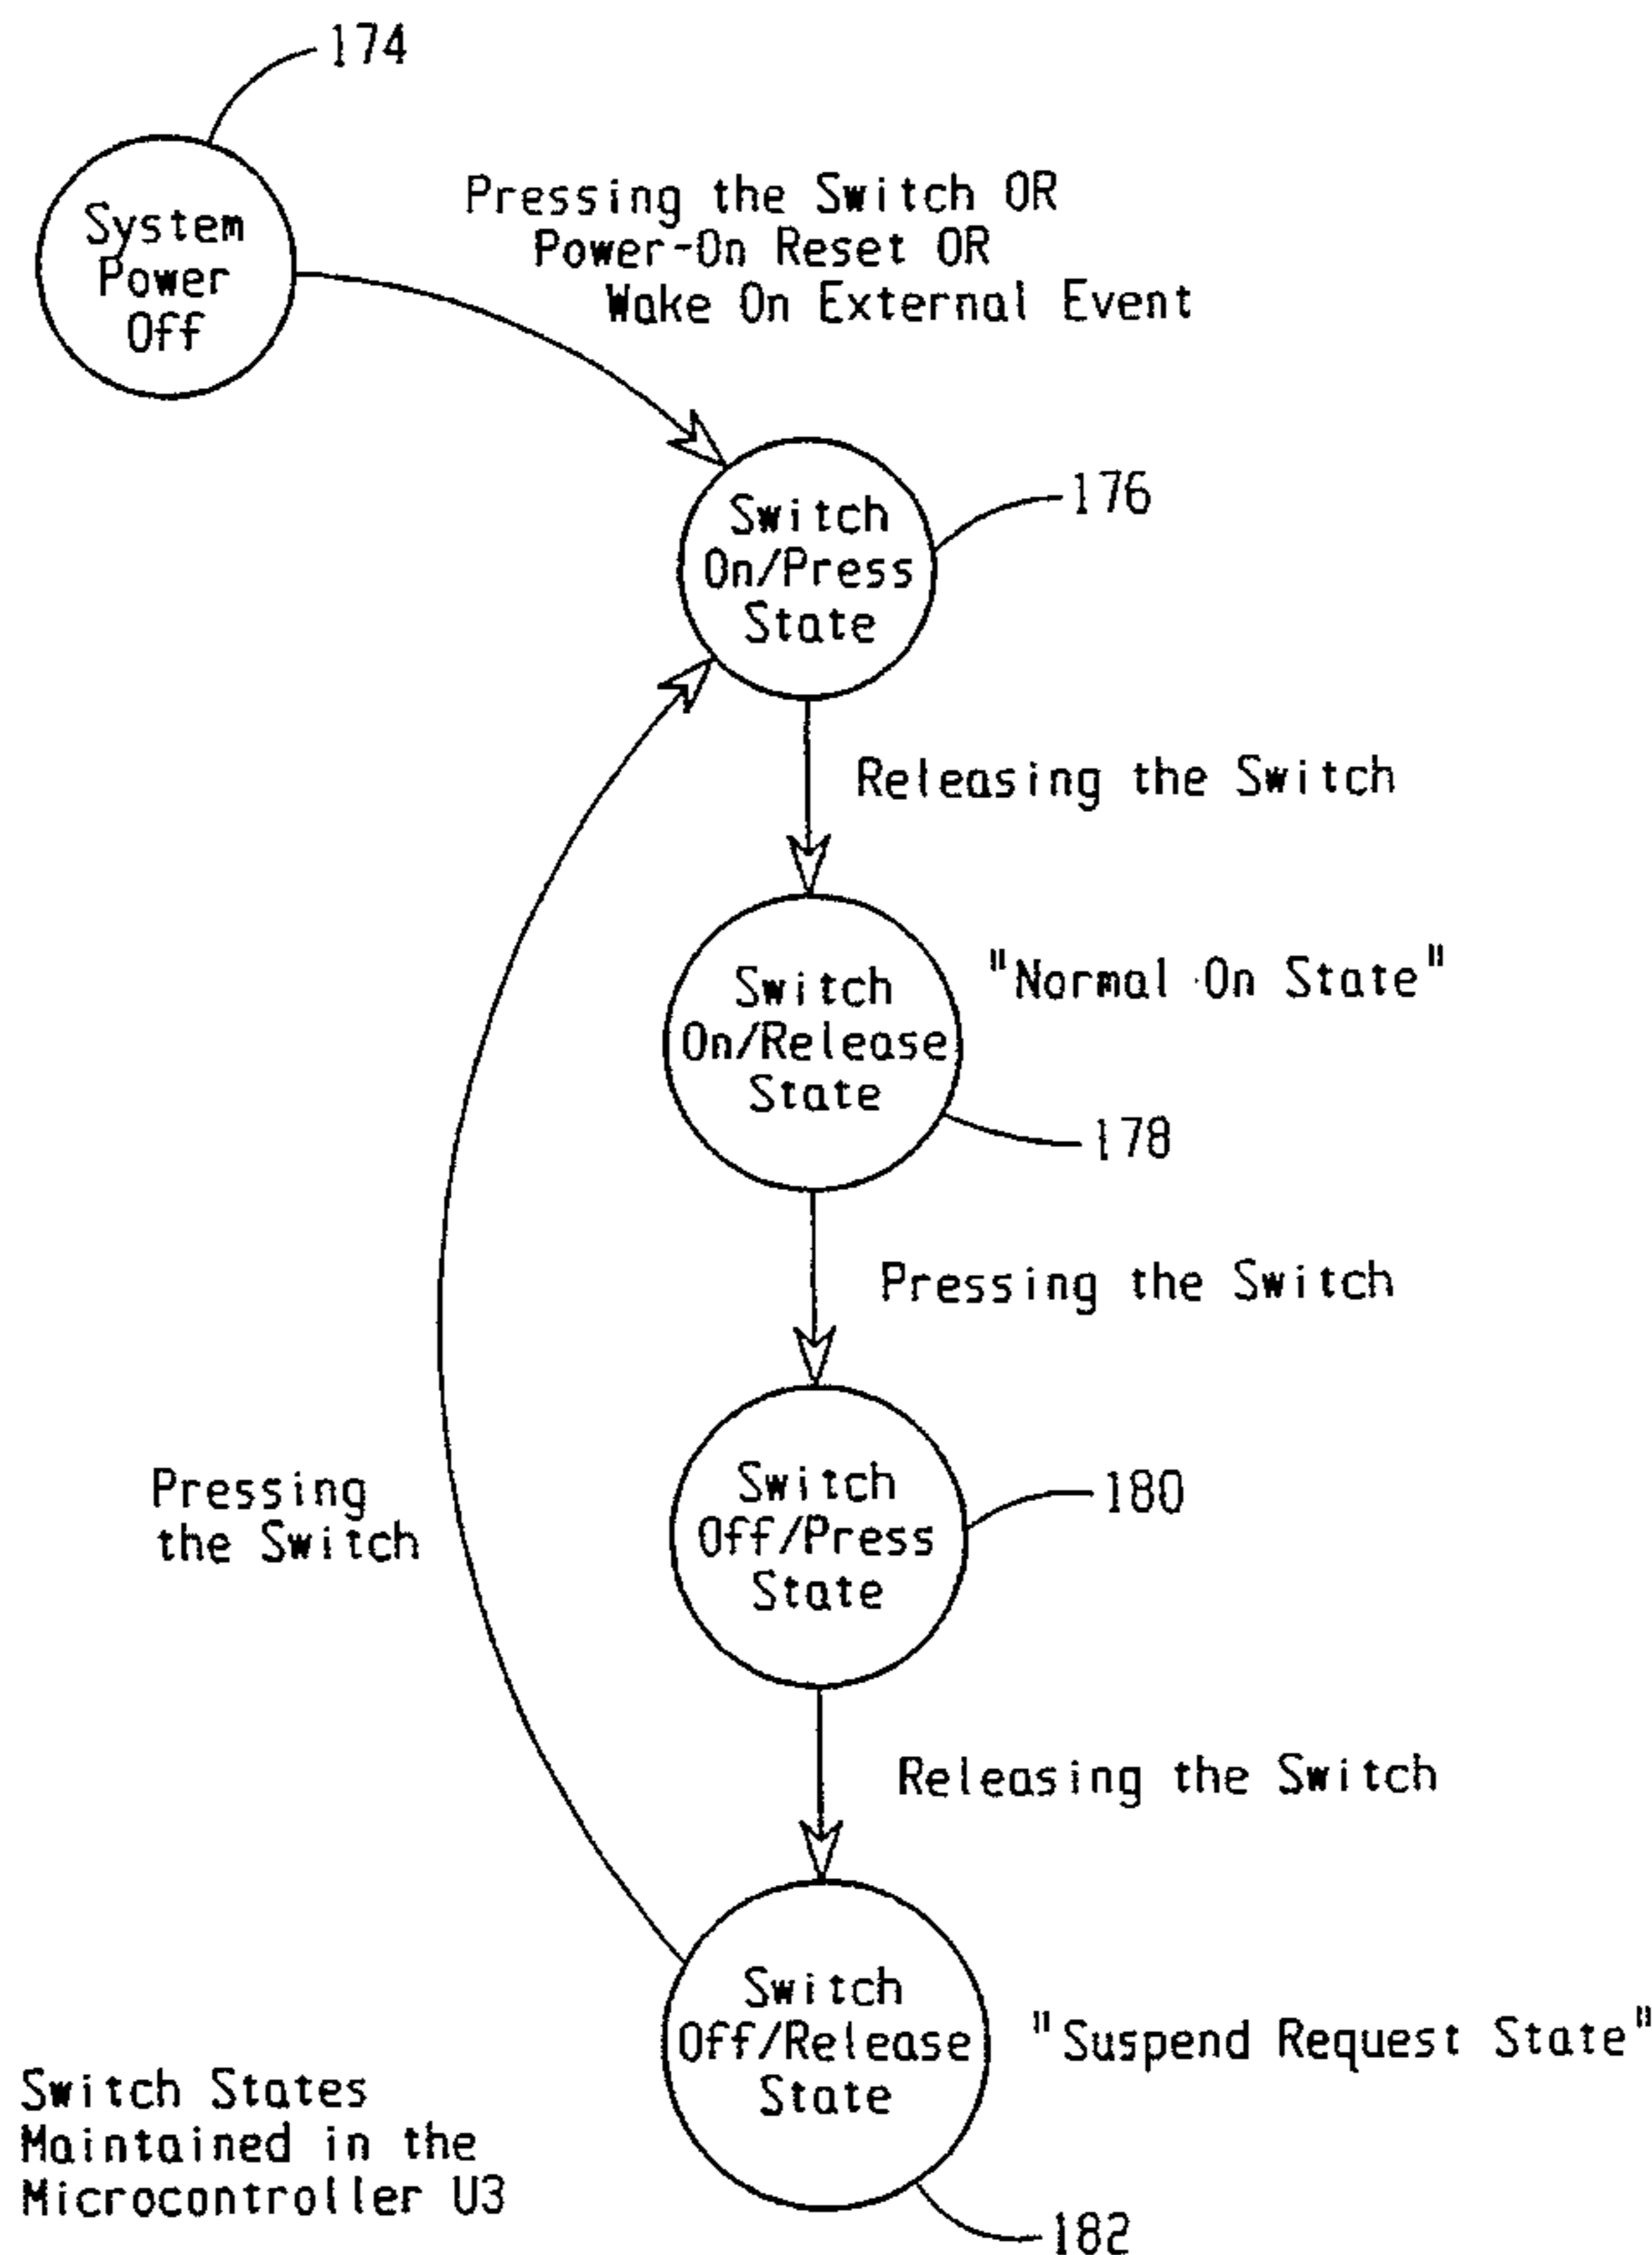 174
System
Power
Off
Pressing the Switch OR
Power-On Reset OR
Wake On External Event
Switch
On/Press
State
176
Releasing the Switch
Switch
On/Release
State
"Normal On State"
178
Pressing the Switch
Switch
Off/Press
State
180
Pressing
the Switch
Releasing the Switch
Switch
Off/Release
State
"Suspend Request State"
Switch States
Maintained in the
Microcontroller U3
182